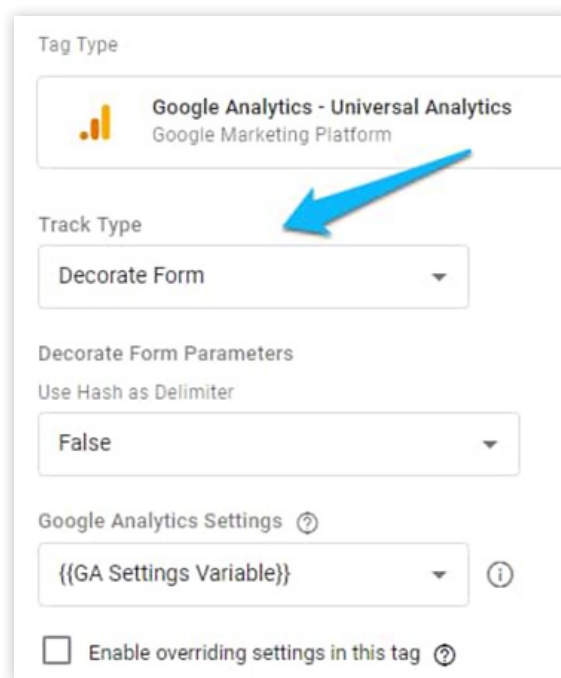 Tag Type
Google Analytics - Universal Analytics
Google Marketing Platform
Track Type
Decorate Form
Decorate Form Parameters
Use Hash as Delimiter
False
Google Analytics Settings
{{GA Settings Variable}}
Enable overriding settings in this tag